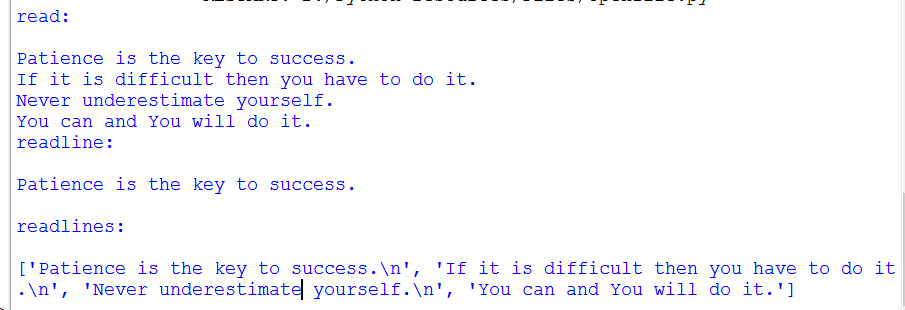 read:
Patience is the key to success.
If it is difficult then you have to do it.
Never underestimate yourself.
You can and You will do it.
readline:
Patience is the key to success.
readlines:
['Patience is the key to success.\n', 'If it is difficult then you have to do it
.\n', 'Never underestimate yourself.\n', 'You can and You will do it.']